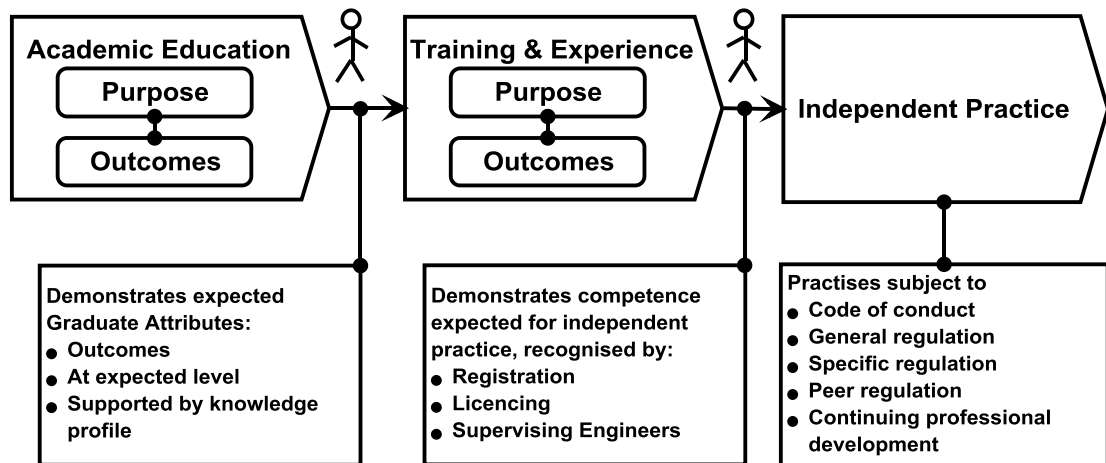 Academic Education
Purpose
Outcomes
Training & Experience
Purpose
Outcomes
Independent Practice
Demonstrates expected
Graduate Attributes:
● Outcomes
● At expected level
● Supported by knowledge
profile
Demonstrates competence
expected for independent
practice, recognised by:
● Registration
● Licencing
● Supervising Engineers
Practises subject to
● Code of conduct
● General regulation
● Specific regulation
● Peer regulation
● Continuing professional
development